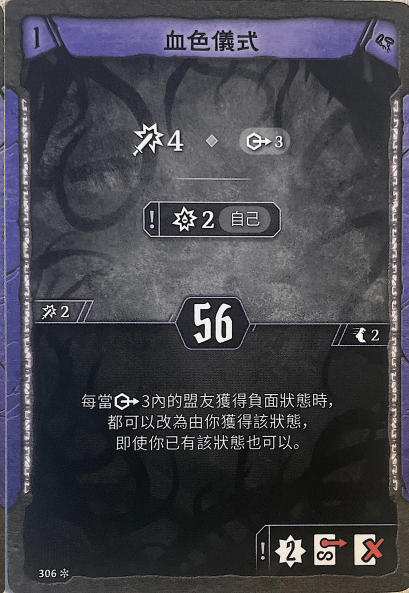 1
血色儀式
4 3
! 2 自己
2
56
2
每當 3內的盟友獲得負面狀態時，
都可以改為由你獲得該狀態，
即使你已有該狀態也可以。
! 2
306